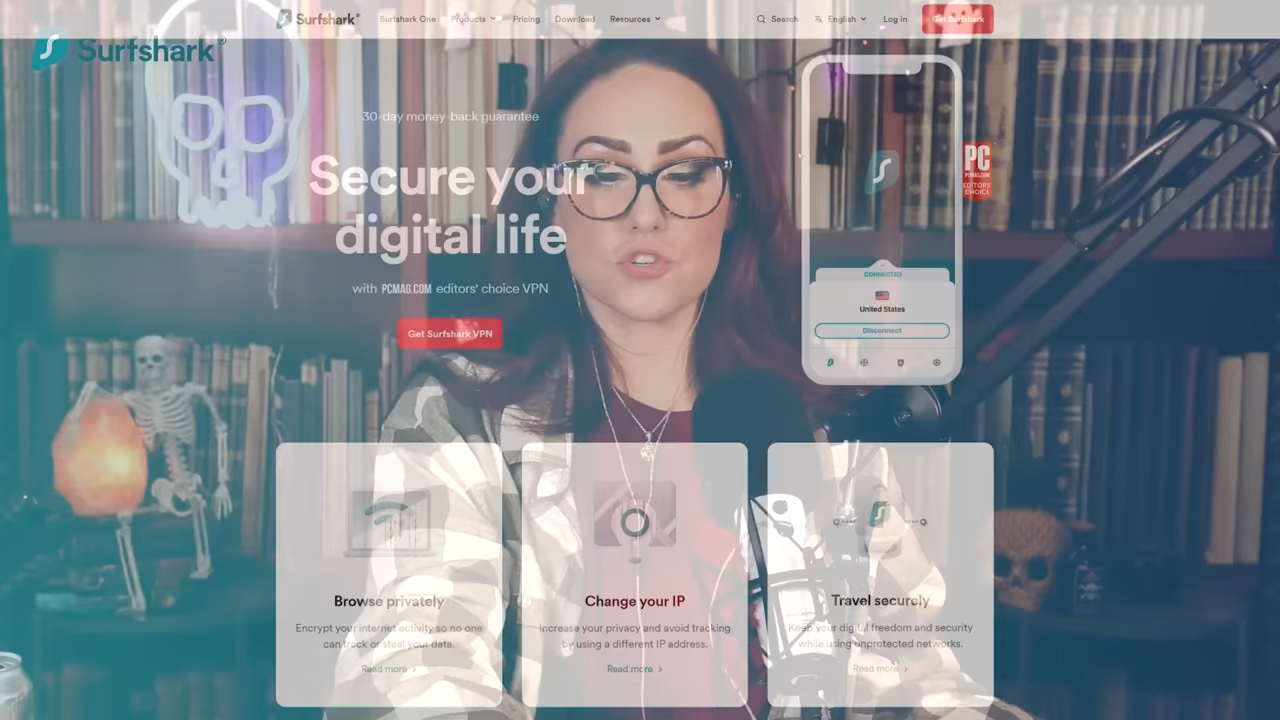 Surfshark®
Surfshark One
Products
Pricing
Download
Resources
Search
English
Log in
Get Surfshark
Surfshark®
30-day money-back guarantee
Secure your
digital life
with PCMAG.COM editors' choice VPN
Get Surfshark VPN
PC
PCMAG.COM
EDITORS'
CHOICE
CONNECTED
United States
Disconnect
Browse privately
Encrypt your internet activity so no one
can track or steal your data.
Read more
Change your IP
Increase your privacy and avoid tracking
by using a different IP address.
Read more
Travel securely
Keep your digital freedom and security
while using unprotected networks.
Read more